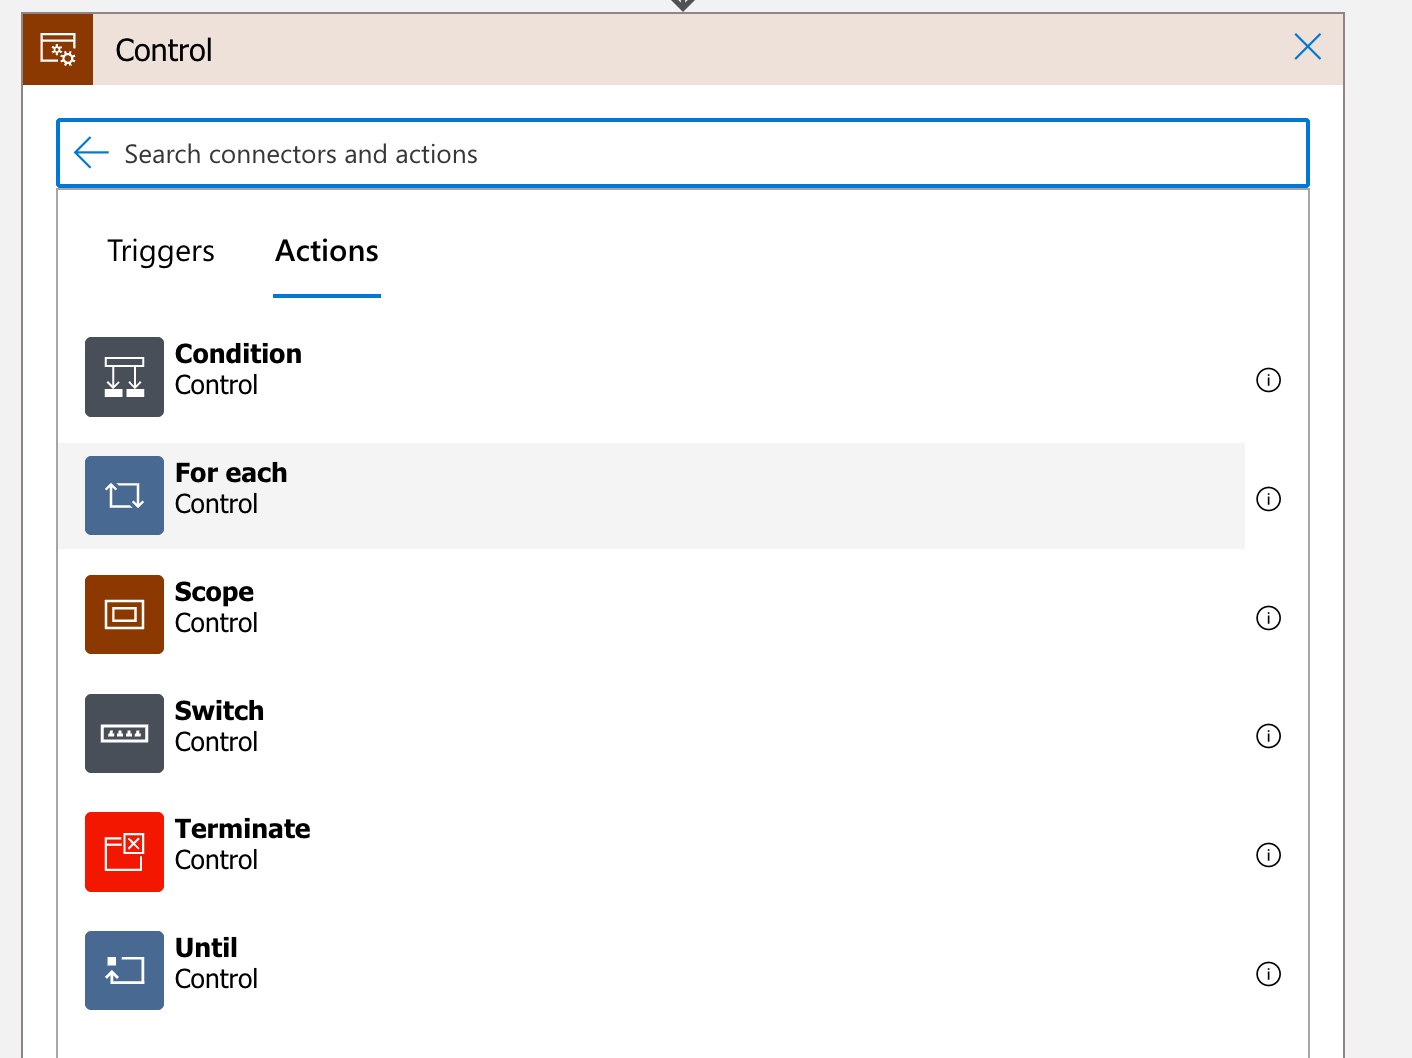 Control
Search connectors and actions
Triggers Actions
Condition
Control
For each
Control
Scope
Control
Switch
Control
Terminate
Control
Until
Control